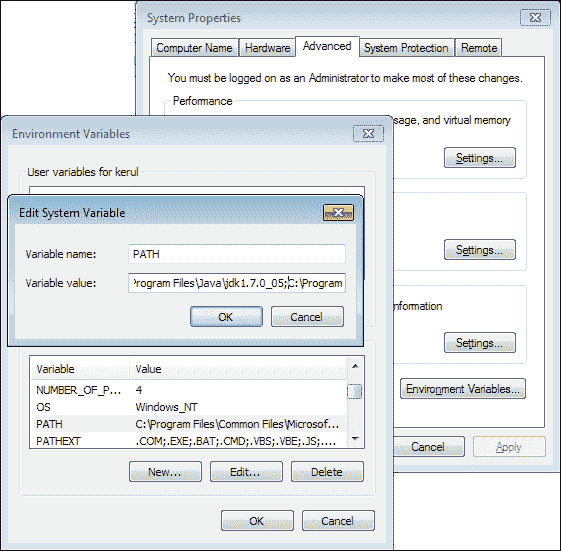 System Properties
Computer Name Hardware Advanced System Protection Remote
You must be logged on as an Administrator to make most of these changes.
Performance
sage, and virtual memory
Settings...
Settings...
nformation
Settings...
Environment Variables...
Cancel Apply
Environment Variables
User variables for kerul
Edit System Variable
Variable name: PATH
Variable value: Program Files\Java\jdk1.7.0_05;C:\Program
OK Cancel
Variable Value
NUMBER_OF_P... 4
OS Windows_NT
PATH C:\Program Files\Common Files\Microsof...
PATHEXT .COM;.EXE;.BAT;.CMD;.VBS;.VBE;.JS;....
New... Edit... Delete
OK Cancel